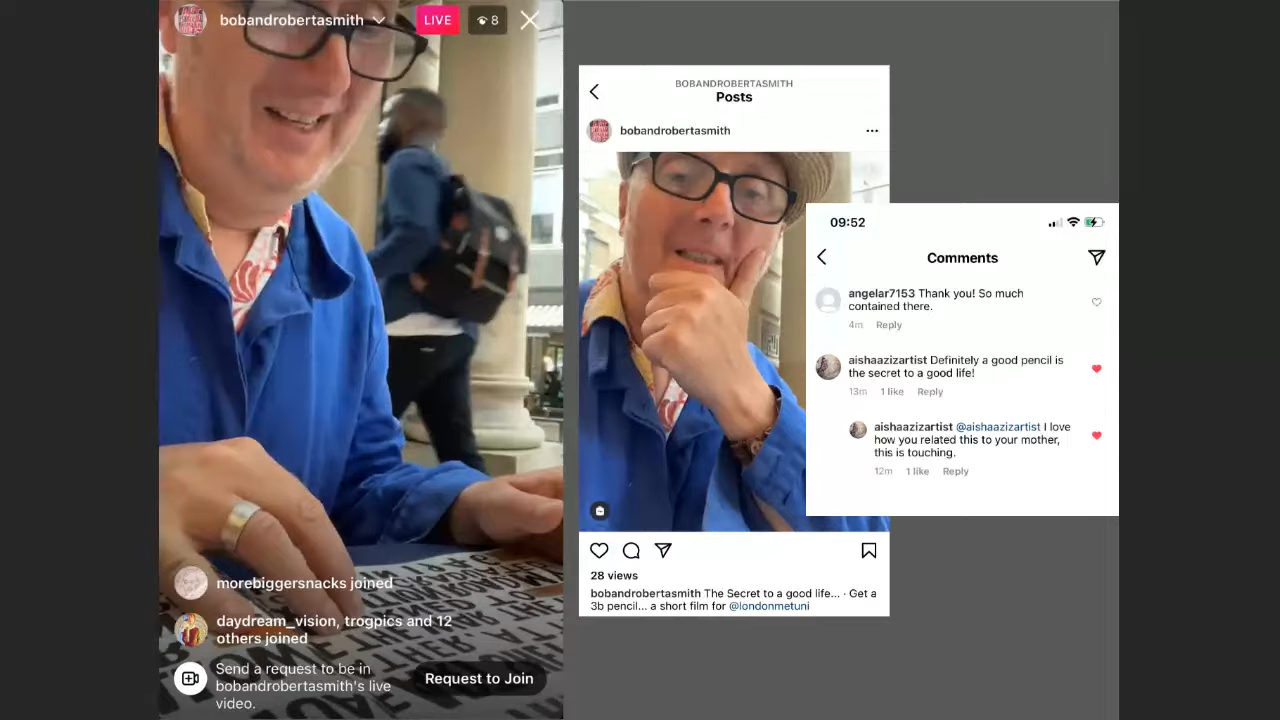 bobandrobertasmith
LIVE
8
morebiggersnacks joined
daydream_vision, trogpics and 12
others joined
Send a request to be in
bobandrobertasmith's live
video.
Request to Join
BOBANDROBERTASMITH
Posts
bobandrobertasmith
28 views
bobandrobertasmith The Secret to a good life... · Get a
3b pencil... a short film for @londonmetuni
09:52
Comments
angelar7153 Thank you! So much
contained there.
4m Reply
aishaazizartist Definitely a good pencil is
the secret to a good life!
13m 1 like Reply
aishaazizartist @aishaazizartist I love
how you related this to your mother,
this is touching.
12m 1 like Reply